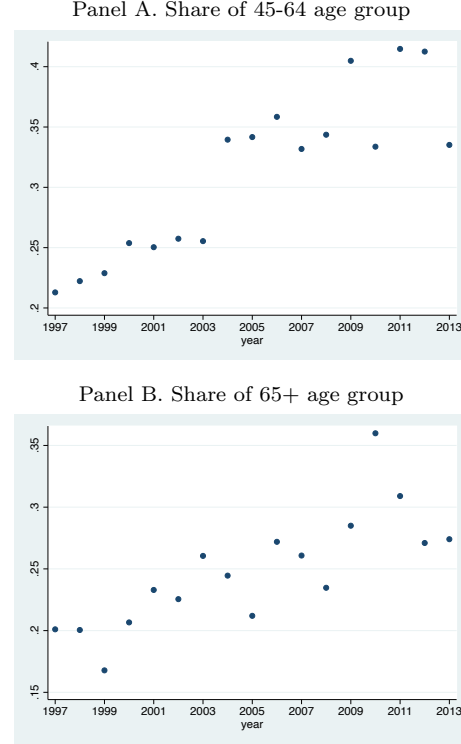 Panel A. Share of 45-64 age group
.4
.35
.3
.25
.2
1997 1999 2001 2003 2005 2007 2009 2011 2013
year
Panel B. Share of 65+ age group
.35
.3
.25
.2
.15
1997 1999 2001 2003 2005 2007 2009 2011 2013
year